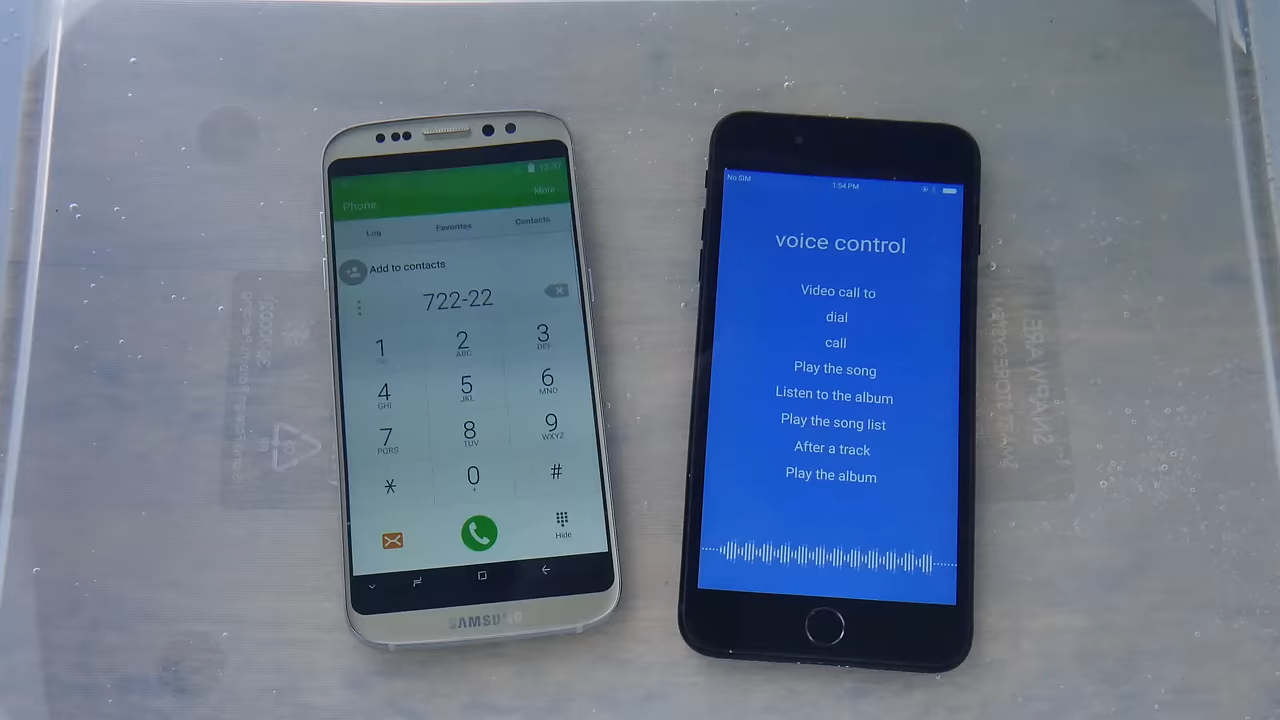 10:37
Phone
More
Log
Favorites
Contacts
Add to contacts
722-22
1
2
ABC
3
DEF
4
GHI
5
JKL
6
MNO
7
PQRS
8
TUV
9
WXYZ
*
0
+
#
Hide
SAMSUNG
No SIM
1:54 PM
voice control
Video call to
dial
call
Play the song
Listen to the album
Play the song list
After a track
Play the album
SNAPWARE